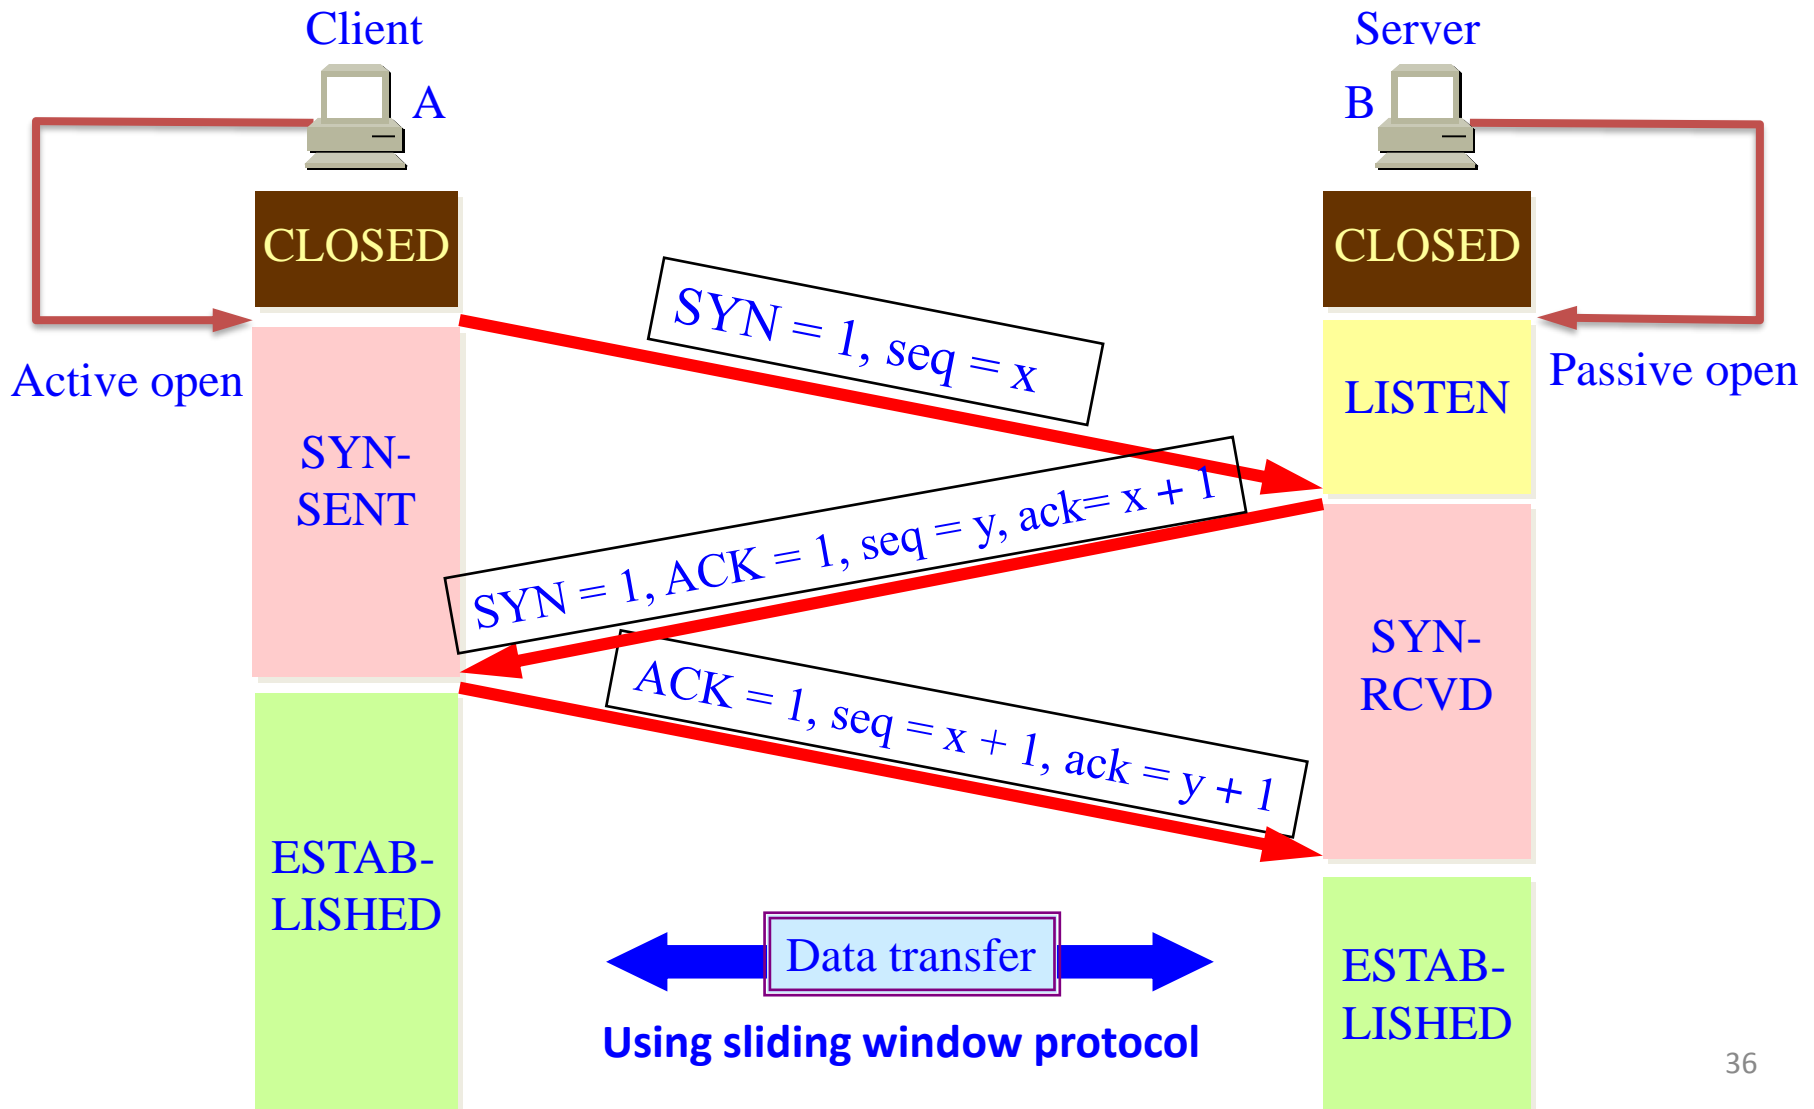 Client
Server
A
B
CLOSED
CLOSED
SYN = 1, seq = x
Active open
Passive open
LISTEN
SYN-
SENT
SYN = 1, ACK = 1, seq = y, ack= x + 1
SYN-
RCVD
ACK = 1, seq = x + 1, ack = y + 1
ESTAB-
LISHED
Data transfer
ESTAB-
LISHED
Using sliding window protocol
36